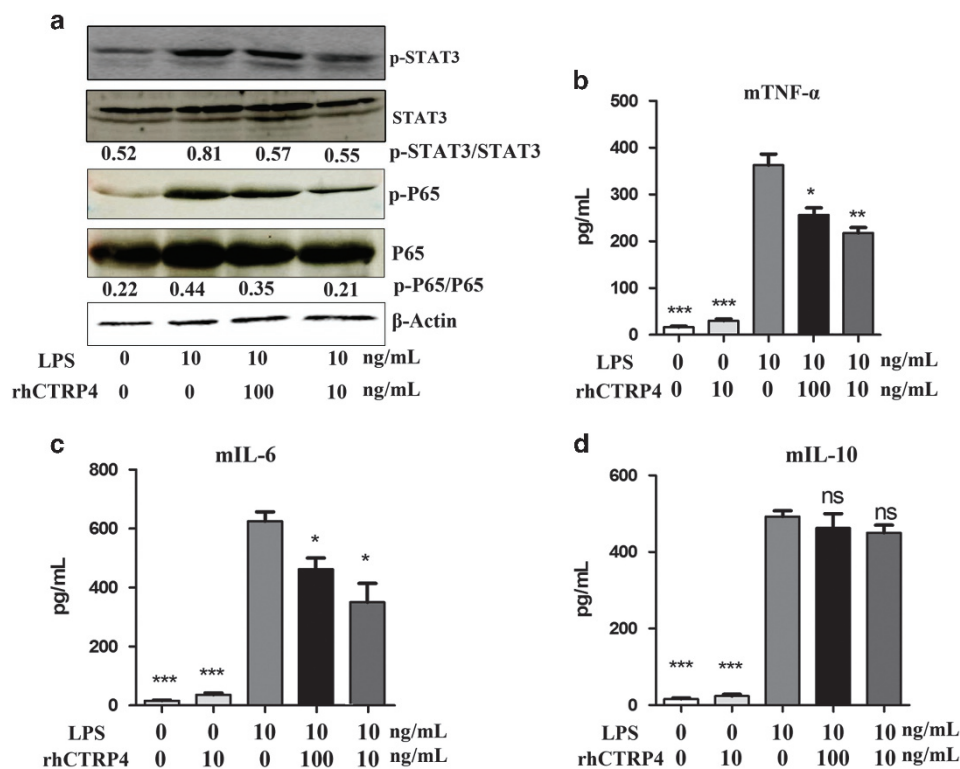 a
p-STAT3
STAT3
0.52 0.81 0.57 0.55 p-STAT3/STAT3
p-P65
P65
0.22 0.44 0.35 0.21 p-P65/P65
β-Actin
LPS 0 10 10 10 ng/mL
rhCTRP4 0 0 100 10 ng/mL
b
mTNF-α
500
400
300
200
100
0
pg/mL
*** *** * **
LPS 0 0 10 10 10 ng/mL
rhCTRP4 0 10 0 100 10 ng/mL
c
mIL-6
800
600
400
200
0
pg/mL
*** *** * *
LPS 0 0 10 10 10 ng/mL
rhCTRP4 0 10 0 100 10 ng/mL
d
mIL-10
600
400
200
0
pg/mL
*** *** ns ns
LPS 0 0 10 10 10 ng/mL
rhCTRP4 0 10 0 100 10 ng/mL